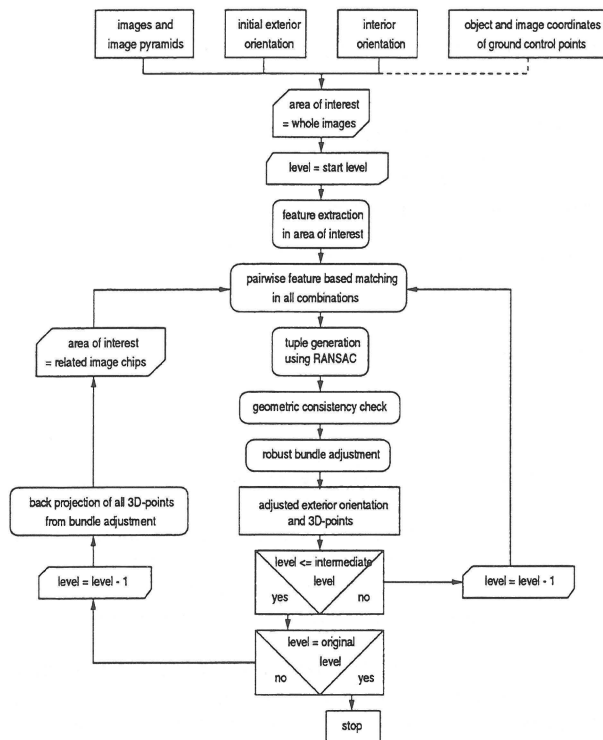 images and
image pyramids
initial exterior
orientation
interior
orientation
object and image coordinates
of ground control points
area of interest
= whole images
level = start level
feature extraction
in area of interest
pairwise feature based matching
in all combinations
area of interest
= related image chips
tuple generation
using RANSAC
geometric consistency check
robust bundle adjustment
back projection of all 3D-points
from bundle adjustment
adjusted exterior orientation
and 3D-points
level <= intermediate
level
yes
no
level = level - 1
level = level - 1
level = original
level
no
yes
stop